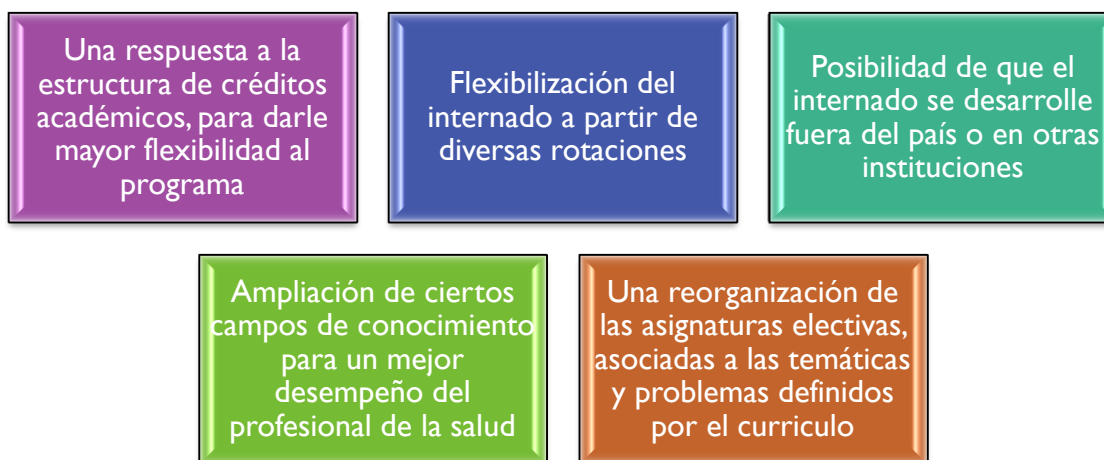 Una respuesta a la
estructura de créditos
académicos, para darle
mayor flexibilidad al
programa
Flexibilización del
internado a partir de
diversas rotaciones
Posibilidad de que el
internado se desarrolle
fuera del país o en otras
instituciones
Ampliación de ciertos
campos de conocimiento
para un mejor
desempeño del
profesional de la salud
Una reorganización de
las asignaturas electivas,
asociadas a las temáticas
y problemas definidos
por el curriculo